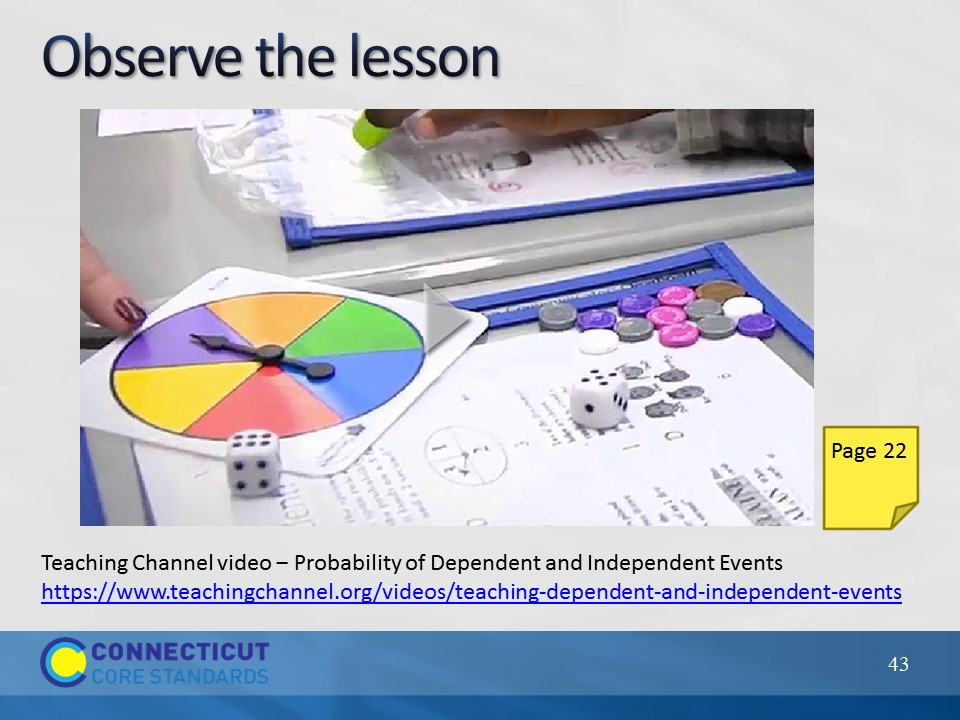 Observe the lesson
Page 22
Teaching Channel video – Probability of Dependent and Independent Events
https://www.teachingchannel.org/videos/teaching-dependent-and-independent-events
CONNECTICUT
CORE STANDARDS
43